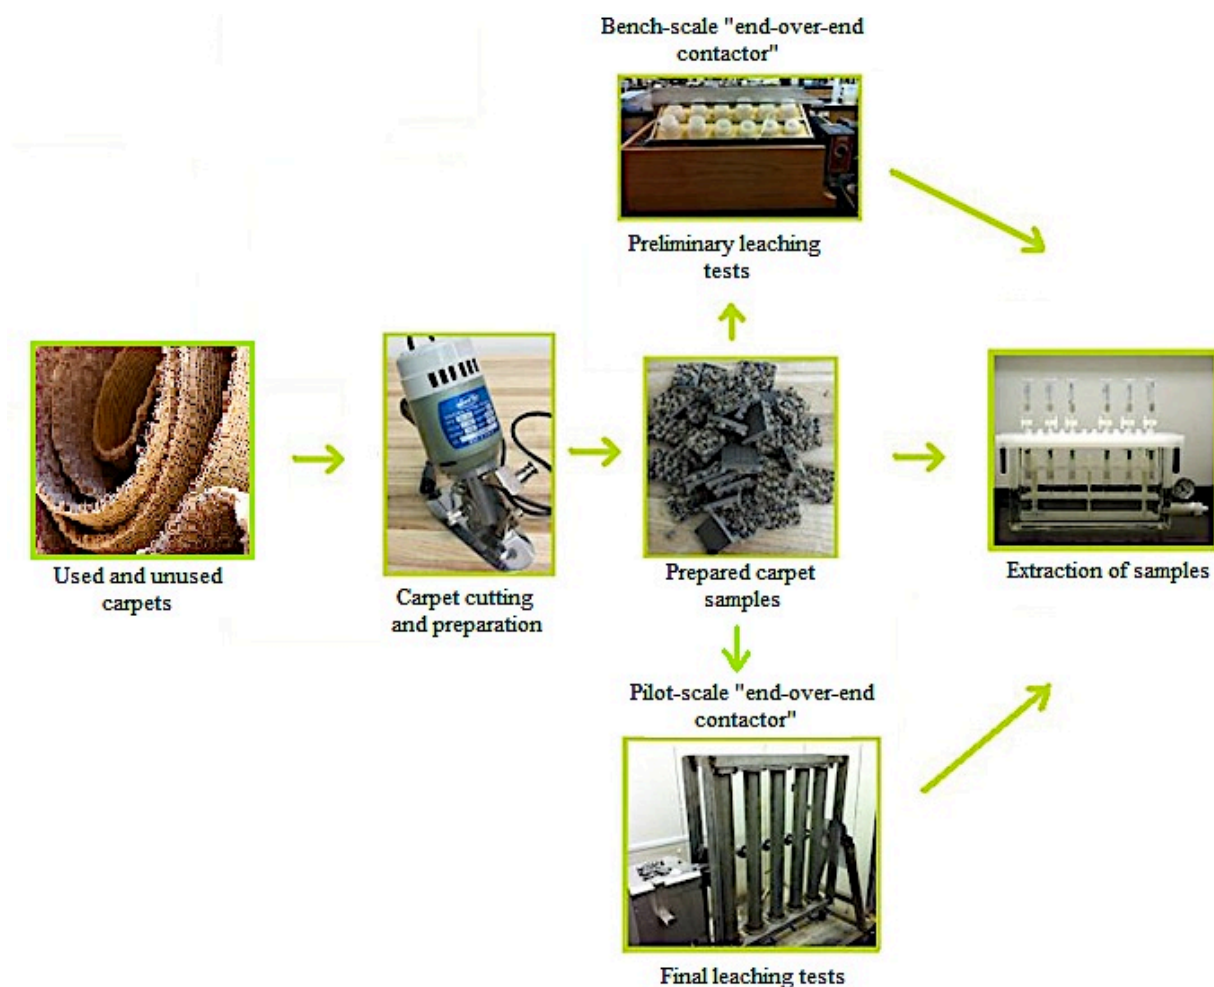 Bench-scale "end-over-end
contactor"
Preliminary leaching
tests
Used and unused
carpets
Carpet cutting
and preparation
Prepared carpet
samples
Extraction of samples
Pilot-scale "end-over-end
contactor"
Final leaching tests